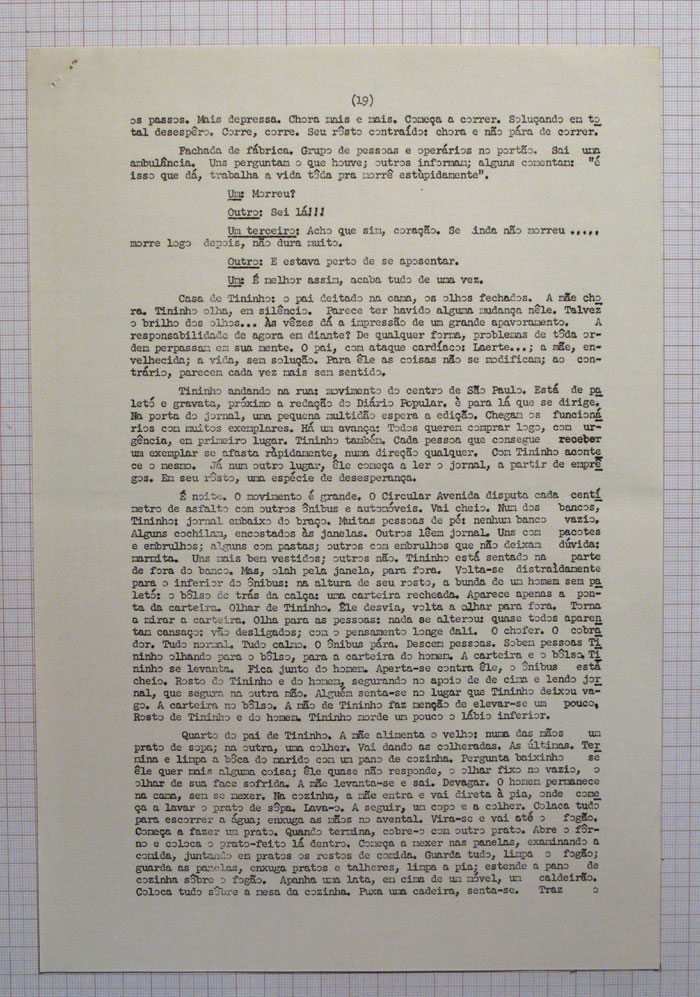 (19)
os passos. Mais depressa. Chora mais e mais. Começa a correr. Soluçando em to
tal desespêro. Corre, corre. Seu rôsto contraído: chora e não pára de correr.
Fachada de fábrica. Grupo de pessoas e operários no portão. Sai uma
ambulância. Uns perguntam o que houve; outros informam; alguns comentam: "é
isso que dá, trabalha a vida tôda pra morrê estùpidamente".
Um: Morreu?
Outro: Sei lá!!!
Um terceiro: Acho que sim, coração. Se inda não morreu .....
morre logo depois, não dura muito.
Outro: E estava perto de se aposentar.
Um: É melhor assim, acaba tudo de uma vez.
Casa de Tininho: o pai deitado na cama, os olhos fechados. A mãe cho
ra. Tininho olha, em silêncio. Parece ter havido alguma mudança nêle. Talvez
o brilho dos olhos... Às vêzes dá a impressão de um grande apavoramento. A
responsabilidade de agora em diante? De qualquer forma, problemas de tôda or-
dem perpassam em sua mente. O pai, com ataque cardíaco: Laerte...; a mãe, en-
velhecida; a vida, sem solução. Para êle as coisas não se modificam; ao con-
trário, parecem cada vez mais sem sentido.
Tininho andando na rua: movimento do centro de São Paulo. Está de pa
letó e gravata, próximo a redação do Diário Popular. é para lá que se dirige.
Na porta do jornal, uma pequena multidão espera a edição. Chegam os funcioná
rios com muitos exemplares. Há um avança: Todos querem comprar logo, com ur-
gência, em primeiro lugar. Tininho também. Cada pessoa que consegue receber
um exemplar se afasta ràpidamente, numa direção qualquer. Com Tininho aconte
ce o mesmo. Já num outro lugar, êle começa a ler o jornal, a partir de emprê
gos. Em seu rôsto, uma espécie de desesperança.
É noite. O movimento é grande. O Circular Avenida disputa cada centí
metro de asfalto com outros ônibus e automóveis. Vai cheio. Num dos bancos,
Tininho: jornal embaixo do braço. Muitas pessoas de pé: nenhum banco vazio.
Alguns cochilam, encostados às janelas. Outros lêem jornal. Uns com pacotes
e embrulhos; alguns com pastas; outros com embrulhos que não deixam dúvida:
marmita. Uns mais bem vestidos; outros não. Tininho está sentado na parte
de fora do banco. Mas, olah pela janela, para fora. Volta-se distraìdamente
para o inferior do ônibus: na altura de seu rosto, a bunda de um homem sem pa
letó: o bôlso de trás da calça: uma carteira recheada. Aparece apenas a pon-
ta da carteira. Olhar de Tininho. Êle desvia, volta a olhar para fora. Torna
a mirar a carteira. Olha para as pessoas: nada se alterou: quase todos aparen
tam cansaço: vão desligados; com o pensamento longe dali. O chofer. O cobra
dor. Tudo normal. Tudo calmo. O ônibus pára. Descem pessoas. Sobem pessoas Ti
ninho olhando para o bôlso, para a carteira do homem. A carteira e o bôlso. Ti
ninho se levanta. Fica junto do homem. Aperta-se contra êle, o ônibus está
cheio. Rosto do Tininho e do homem, segurando no apoio de de cima e lendo jor
nal, que segura na outra mão. Alguém senta-se no lugar que Tininho deixou va-
go. A carteira no bôlso. A mão de Tininho faz menção de elevar-se um pouco.
Rosto de Tininho e do homem. Tininho morde um pouco o lábio inferior.
Quarto do pai de Tininho. A mãe alimenta o velho: numa das mãos um
prato de sopa; na outra, uma colher. Vai dando as colheradas. As últimas. Ter
mina e limpa a bôca do marido com um pano de cozinha. Pergunta baixinho se
êle quer mais alguma coisa; êle quase não responde, o olhar fixo no vazio, o
olhar de sua face sofrida. A mãe levanta-se e sai. Devagar. O homem permanece
na cama, sem se mexer. Na cozinha, a mãe entra e vai direta à pia, onde come
ça a lavar o prato de sôpa. Lava-o. A seguir, um copo e a colher. Colaca tudo
para escorrer a água; enxuga as mãos no avental. Vira-se e vai até o fogão.
Começa a fazer um prato. Quando termina, cobre-o com outro prato. Abre o fôr-
no e coloca o prato-feito lá dentro. Começa a mexer nas panelas, examinando a
comida, juntando em pratos os restos de comida. Guarda tudo, limpa o fogão;
guarda as panelas, enxuga pratos e talheres, limpa a pia; estende a pano de
cozinha sôbre o fogão. Apanha uma lata, em cima de um móvel, um caldeirão.
Coloca tudo sôbre a mesa da cozinha. Puxa uma cadeira, senta-se. Traz o